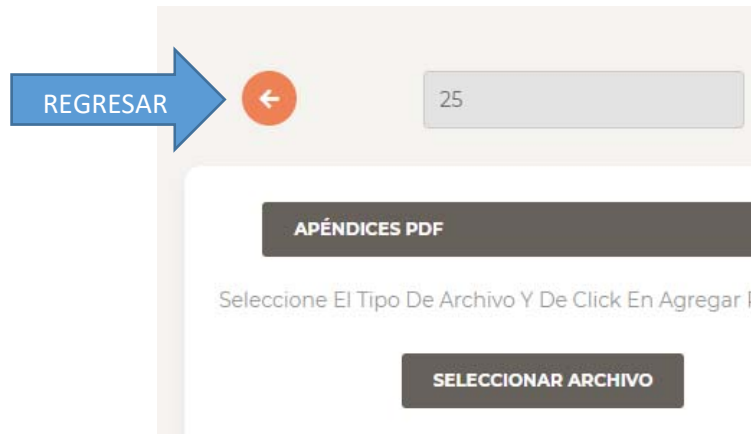 REGRESAR
25
APÉNDICES PDF
Seleccione El Tipo De Archivo Y De Click En Agregar
SELECCIONAR ARCHIVO